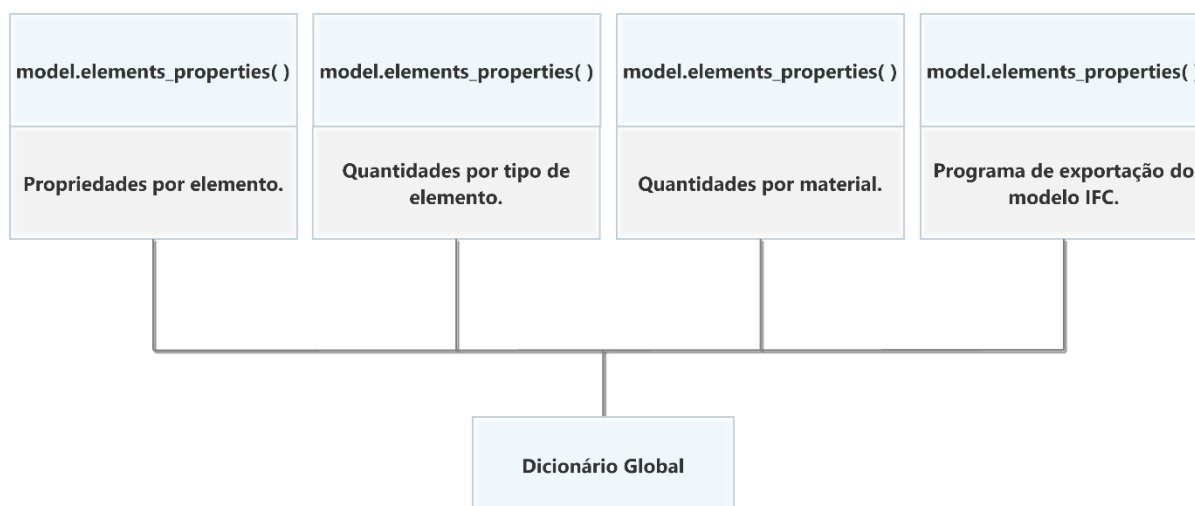 model.elements_properties( )
model.elements_properties( )
model.elements_properties( )
model.elements_properties( )
Propriedades por elemento.
Quantidades por tipo de
elemento.
Quantidades por material.
Programa de exportação do
modelo IFC.
Dicionário Global